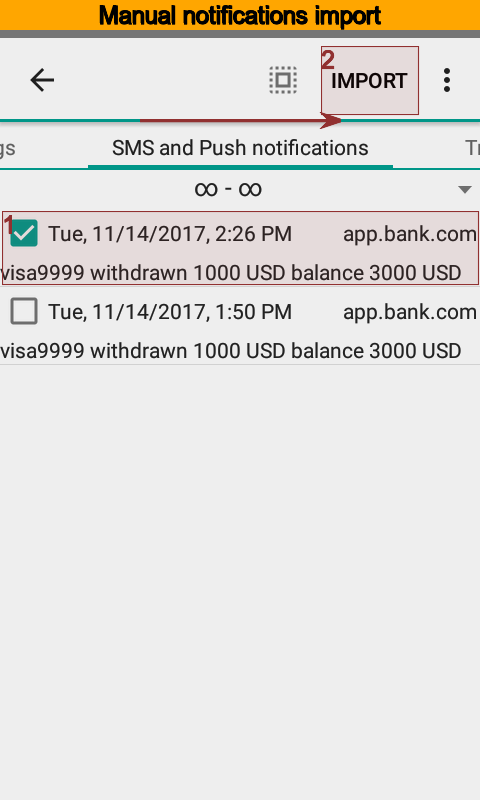 Manual notifications import
2
IMPORT
gs
SMS and Push notifications
Tr
∞ - ∞
1
Tue, 11/14/2017, 2:26 PM app.bank.com
visa9999 withdrawn 1000 USD balance 3000 USD
Tue, 11/14/2017, 1:50 PM app.bank.com
visa9999 withdrawn 1000 USD balance 3000 USD